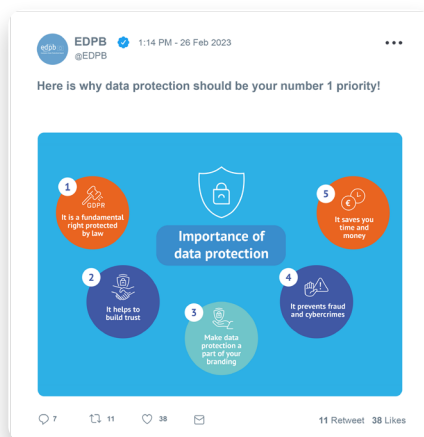 edpb
EDPB 1:14 PM - 26 Feb 2023
@EDPB
Here is why data protection should be your number 1 priority!
Importance of
data protection
1
GDPR
It is a fundamental
right protected
by law
2
It helps to
build trust
3
Make data
protection a
part of your
branding
4
It prevents fraud
and cybercrimes
5
€
It saves you
time and
money
7 11 38 11 Retweet 38 Likes